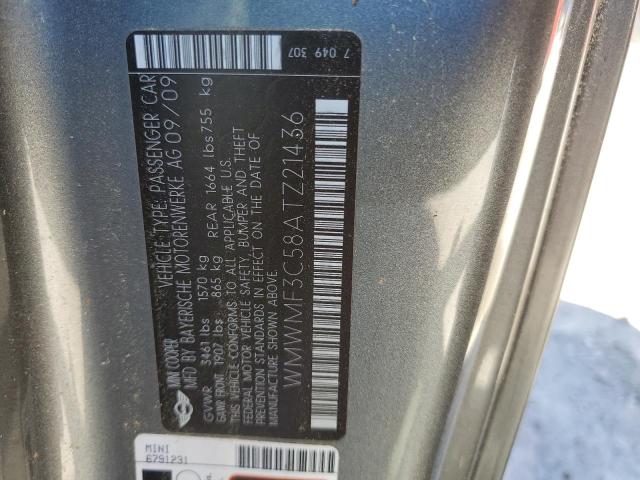 MINI COOPER
VEHICLE TYPE: PASSENGER CAR
MFD BY BAYERISCHE MOTORENWERKE AG 09/09
GVWR 3461 lbs 1570 kg
GAWR FRONT 1907 lbs 865 kg REAR 1664 lbs 755 kg
THIS VEHICLE CONFORMS TO ALL APPLICABLE U.S.
FEDERAL MOTOR VEHICLE SAFETY, BUMPER AND THEFT
PREVENTION STANDARDS IN EFFECT ON THE DATE OF
MANUFACTURE SHOWN ABOVE.
WMWMF3C58ATZ21436
7 049 307
MINI
6791231